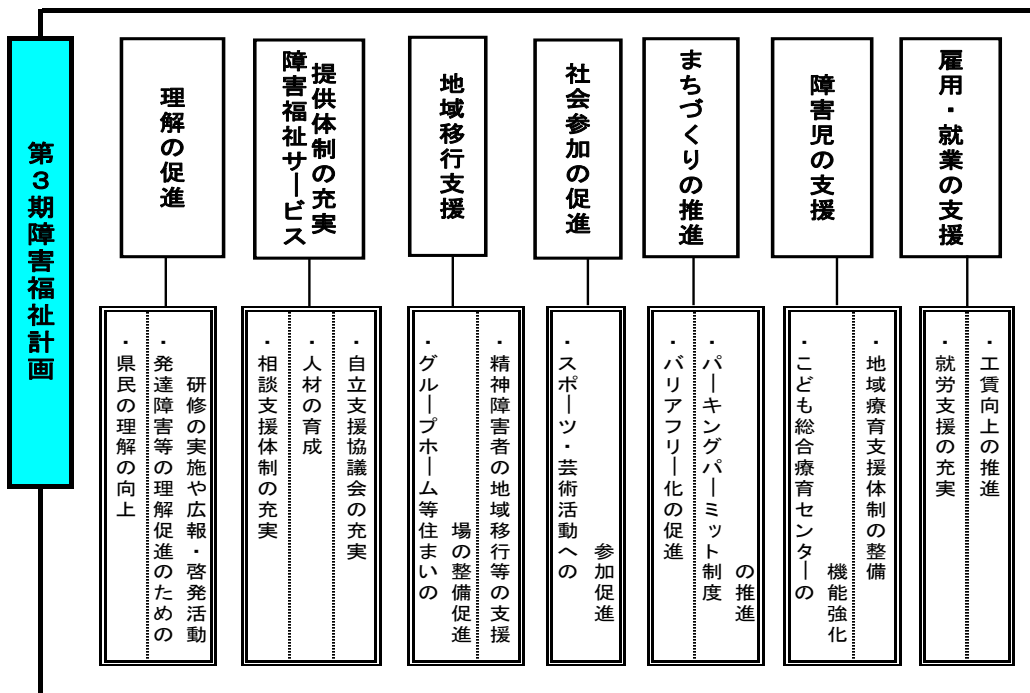 第3期障害福祉計画
理解の促進
・県民の理解の向上
・発達障害等の理解促進のための
研修の実施や広報・啓発活動
障害福祉サービス
提供体制の充実
・相談支援体制の充実
・人材の育成
・自立支援協議会の充実
地域移行支援
・グループホーム等住まいの
場の整備促進
・精神障害者の地域移行等の支援
社会参加の促進
・スポーツ・芸術活動への
参加促進
まちづくりの推進
・バリアフリー化の促進
・パーキングパーミット制度
の推進
障害児の支援
・こども総合療育センターの
機能強化
・地域療育支援体制の整備
雇用・就業の支援
・就労支援の充実
・工賃向上の推進